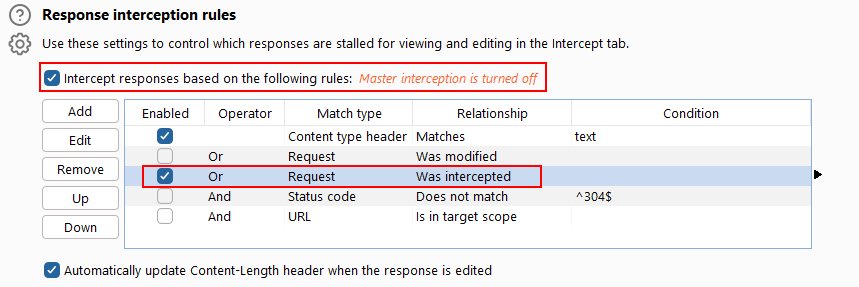 Response interception rules
Use these settings to control which responses are stalled for viewing and editing in the Intercept tab.
Intercept responses based on the following rules: Master interception is turned off
Add
Edit
Remove
Up
Down
Enabled Operator Match type Relationship Condition
Content type header Matches text
Or Request Was modified
Or Request Was intercepted
And Status code Does not match ^304$
And URL Is in target scope
Automatically update Content-Length header when the response is edited